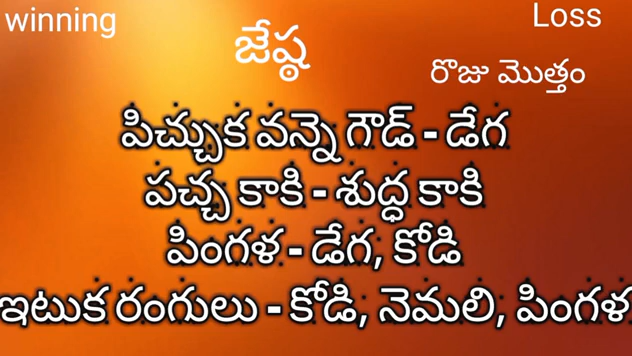 winning
Loss
జేష్ఠ
రొజు మొత్తం
పిచ్చుక వన్నె గౌడ్ - డేగ
పచ్చ కాకి - శుద్ధ కాకి
పింగళ - డేగ, కోడి
ఇటుక రంగులు - కోడి, నెమలి, పింగళ